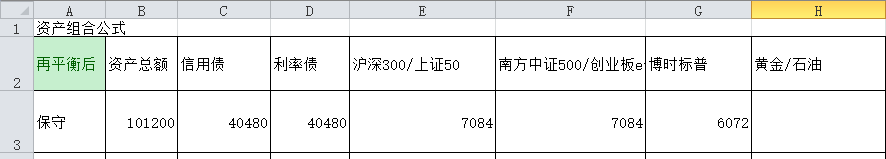 A B C D E F G H
1 资产组合公式
2 再平衡后 资产总额 信用债 利率债 沪深300/上证50 南方中证500/创业板e 博时标普 黄金/石油
3 保守 101200 40480 40480 7084 7084 6072